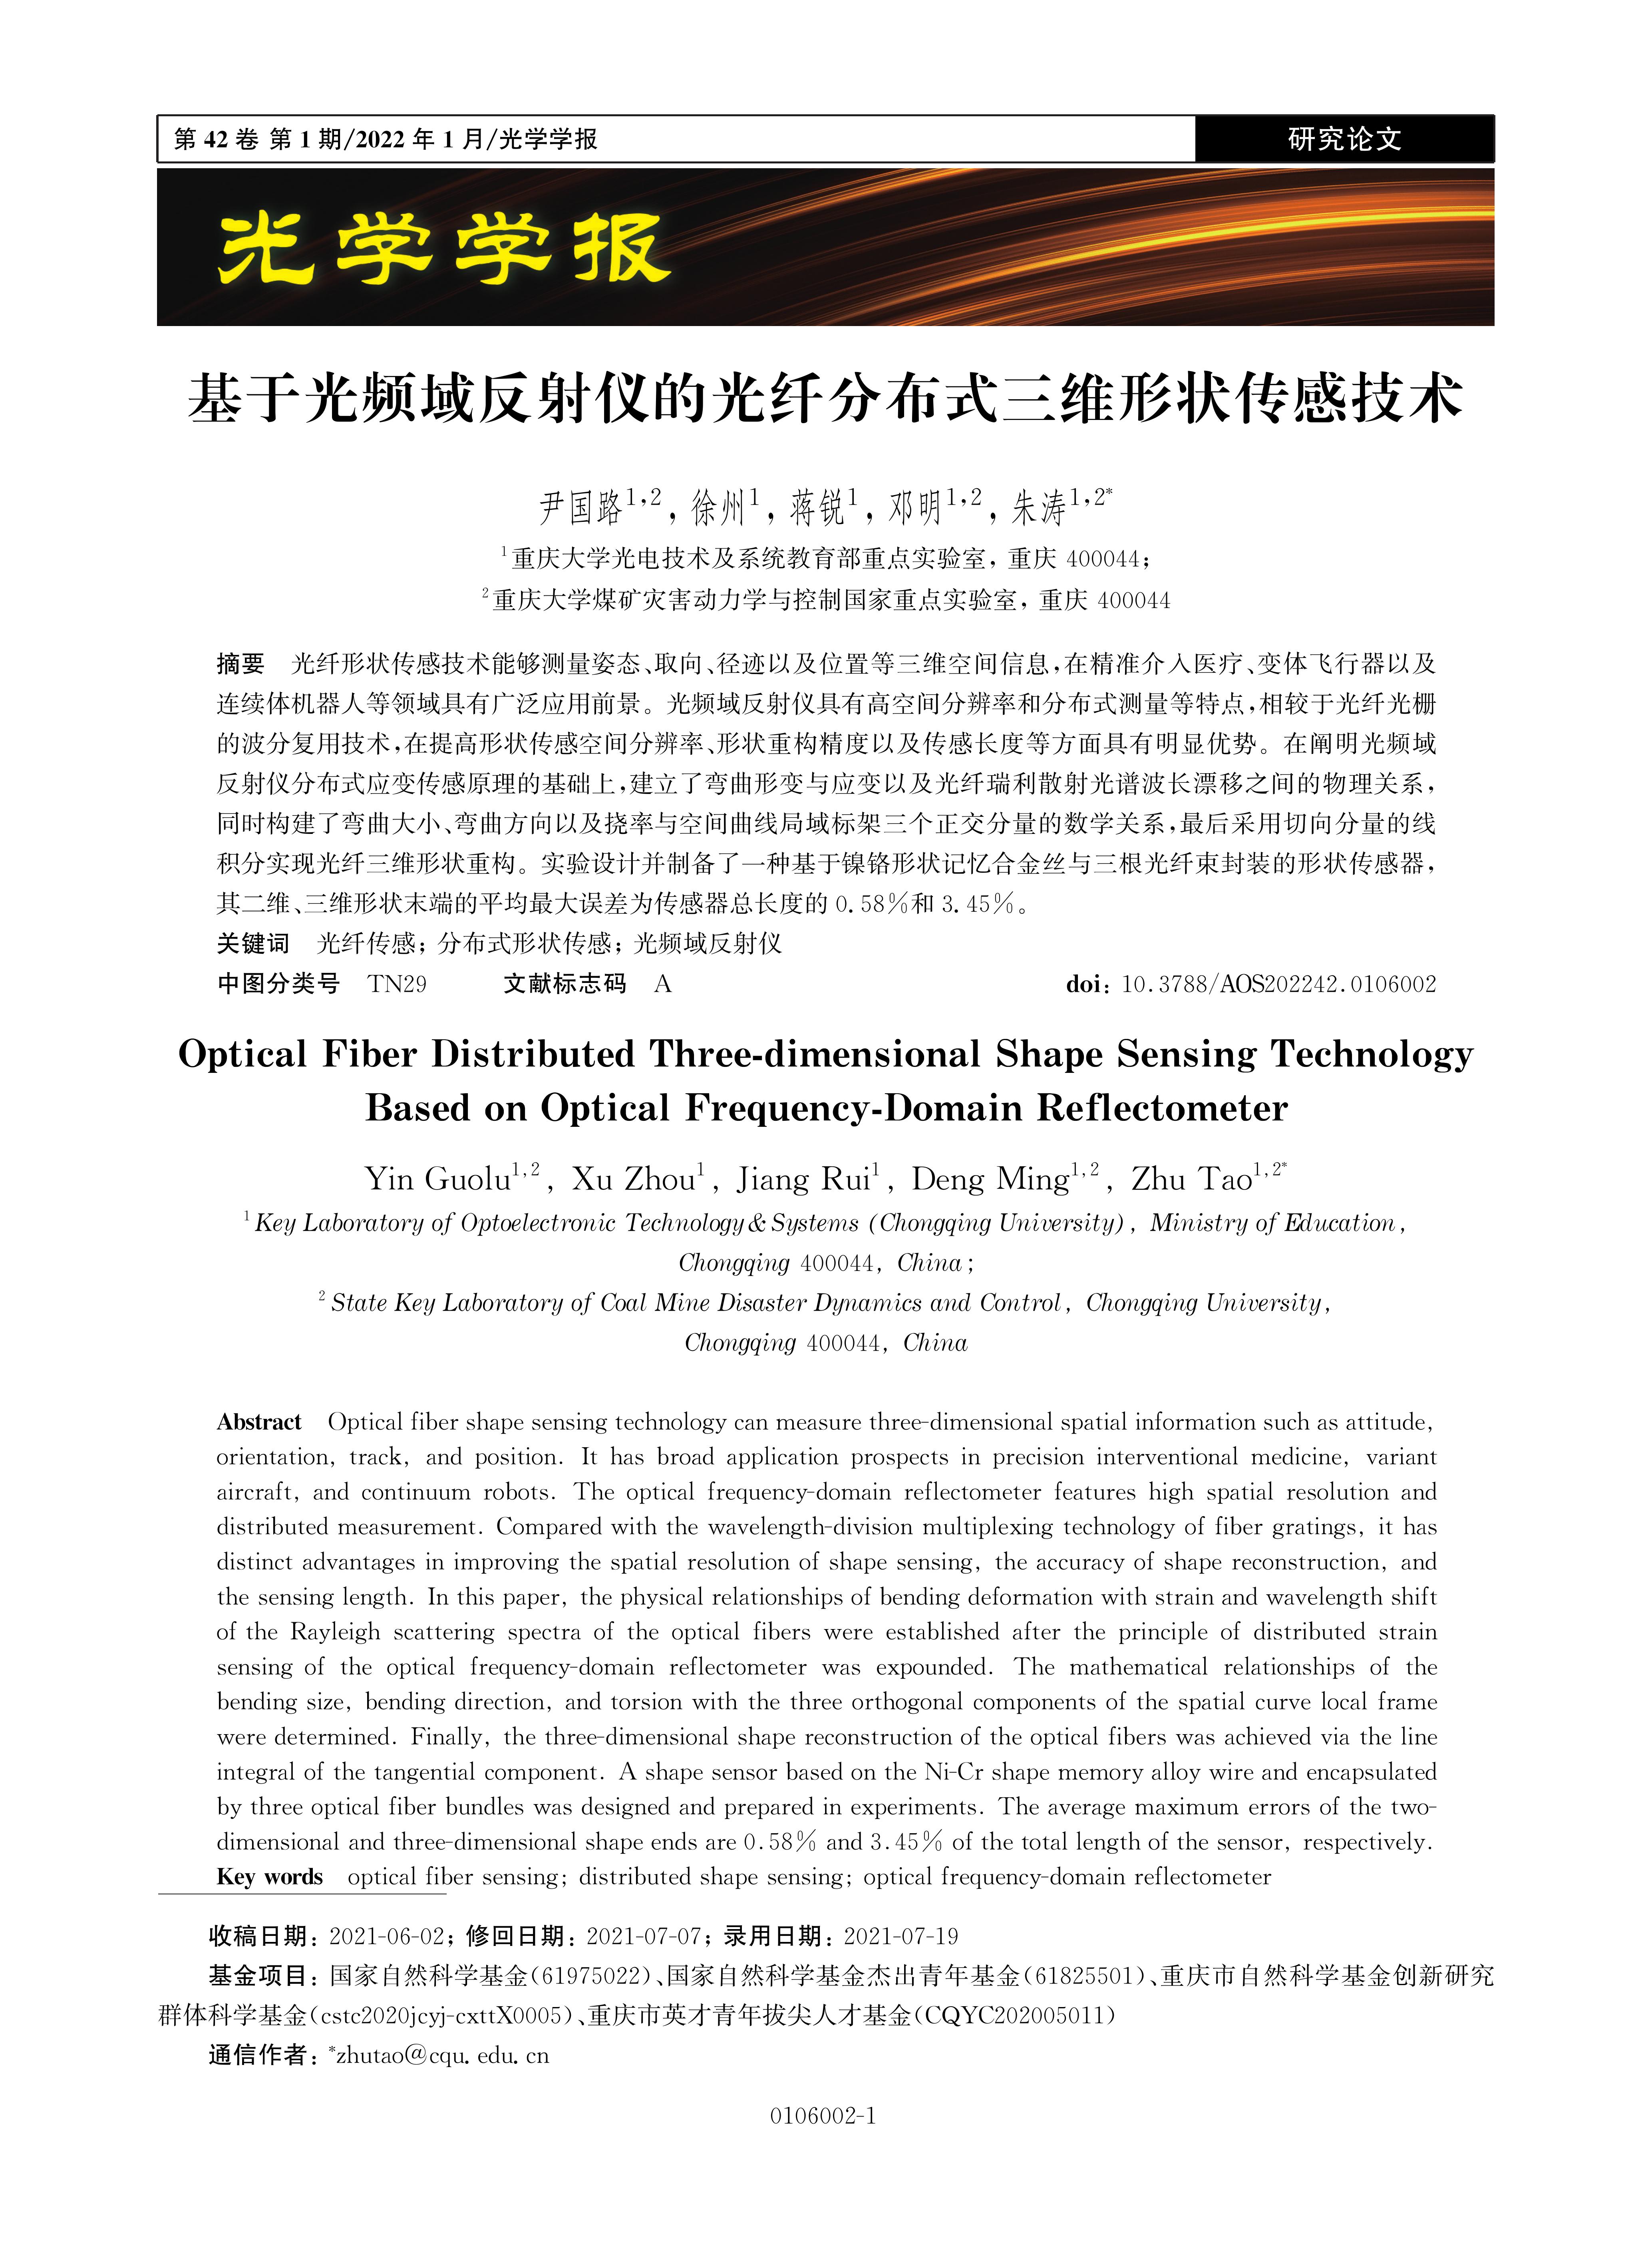 第 42 卷 第 1 期/2022 年 1 月/光学学报
研究论文
光学学报
基于光频域反射仪的光纤分布式三维形状传感技术
尹国路1,2, 徐州1, 蒋锐1, 邓明1,2, 朱涛1,2*
1重庆大学光电技术及系统教育部重点实验室, 重庆 400044;
2重庆大学煤矿灾害动力学与控制国家重点实验室, 重庆 400044
摘要 光纤形状传感技术能够测量姿态、取向、径迹以及位置等三维空间信息,在精准介入医疗、变体飞行器以及
连续体机器人等领域具有广泛应用前景。光频域反射仪具有高空间分辨率和分布式测量等特点,相较于光纤光栅
的波分复用技术,在提高形状传感空间分辨率、形状重构精度以及传感长度等方面具有明显优势。在阐明光频域
反射仪分布式应变传感原理的基础上,建立了弯曲形变与应变以及光纤瑞利散射光谱波长漂移之间的物理关系,
同时构建了弯曲大小、弯曲方向以及挠率与空间曲线局域标架三个正交分量的数学关系,最后采用切向分量的线
积分实现光纤三维形状重构。实验设计并制备了一种基于镍铬形状记忆合金丝与三根光纤束封装的形状传感器,
其二维、三维形状末端的平均最大误差为传感器总长度的 0.58%和 3.45%。
关键词 光纤传感; 分布式形状传感; 光频域反射仪
中图分类号 TN29 文献标志码 A doi: 10.3788/AOS202242.0106002
Optical Fiber Distributed Three-dimensional Shape Sensing Technology
Based on Optical Frequency-Domain Reflectometer
Yin Guolu1,2, Xu Zhou1, Jiang Rui1, Deng Ming1,2, Zhu Tao1,2*
1 Key Laboratory of Optoelectronic Technology & Systems (Chongqing University), Ministry of Education,
Chongqing 400044, China;
2 State Key Laboratory of Coal Mine Disaster Dynamics and Control, Chongqing University,
Chongqing 400044, China
Abstract Optical fiber shape sensing technology can measure three-dimensional spatial information such as attitude,
orientation, track, and position. It has broad application prospects in precision interventional medicine, variant
aircraft, and continuum robots. The optical frequency-domain reflectometer features high spatial resolution and
distributed measurement. Compared with the wavelength-division multiplexing technology of fiber gratings, it has
distinct advantages in improving the spatial resolution of shape sensing, the accuracy of shape reconstruction, and
the sensing length. In this paper, the physical relationships of bending deformation with strain and wavelength shift
of the Rayleigh scattering spectra of the optical fibers were established after the principle of distributed strain
sensing of the optical frequency-domain reflectometer was expounded. The mathematical relationships of the
bending size, bending direction, and torsion with the three orthogonal components of the spatial curve local frame
were determined. Finally, the three-dimensional shape reconstruction of the optical fibers was achieved via the line
integral of the tangential component. A shape sensor based on the Ni-Cr shape memory alloy wire and encapsulated
by three optical fiber bundles was designed and prepared in experiments. The average maximum errors of the two-
dimensional and three-dimensional shape ends are 0.58% and 3.45% of the total length of the sensor, respectively.
Key words optical fiber sensing; distributed shape sensing; optical frequency-domain reflectometer
收稿日期: 2021-06-02; 修回日期: 2021-07-07; 录用日期: 2021-07-19
基金项目: 国家自然科学基金(61975022)、国家自然科学基金杰出青年基金(61825501)、重庆市自然科学基金创新研究
群体科学基金(cstc2020jcyj-cxttX0005)、重庆市英才青年拔尖人才基金(CQYC202005011)
通信作者: *zhutao@cqu.edu.cn
0106002-1